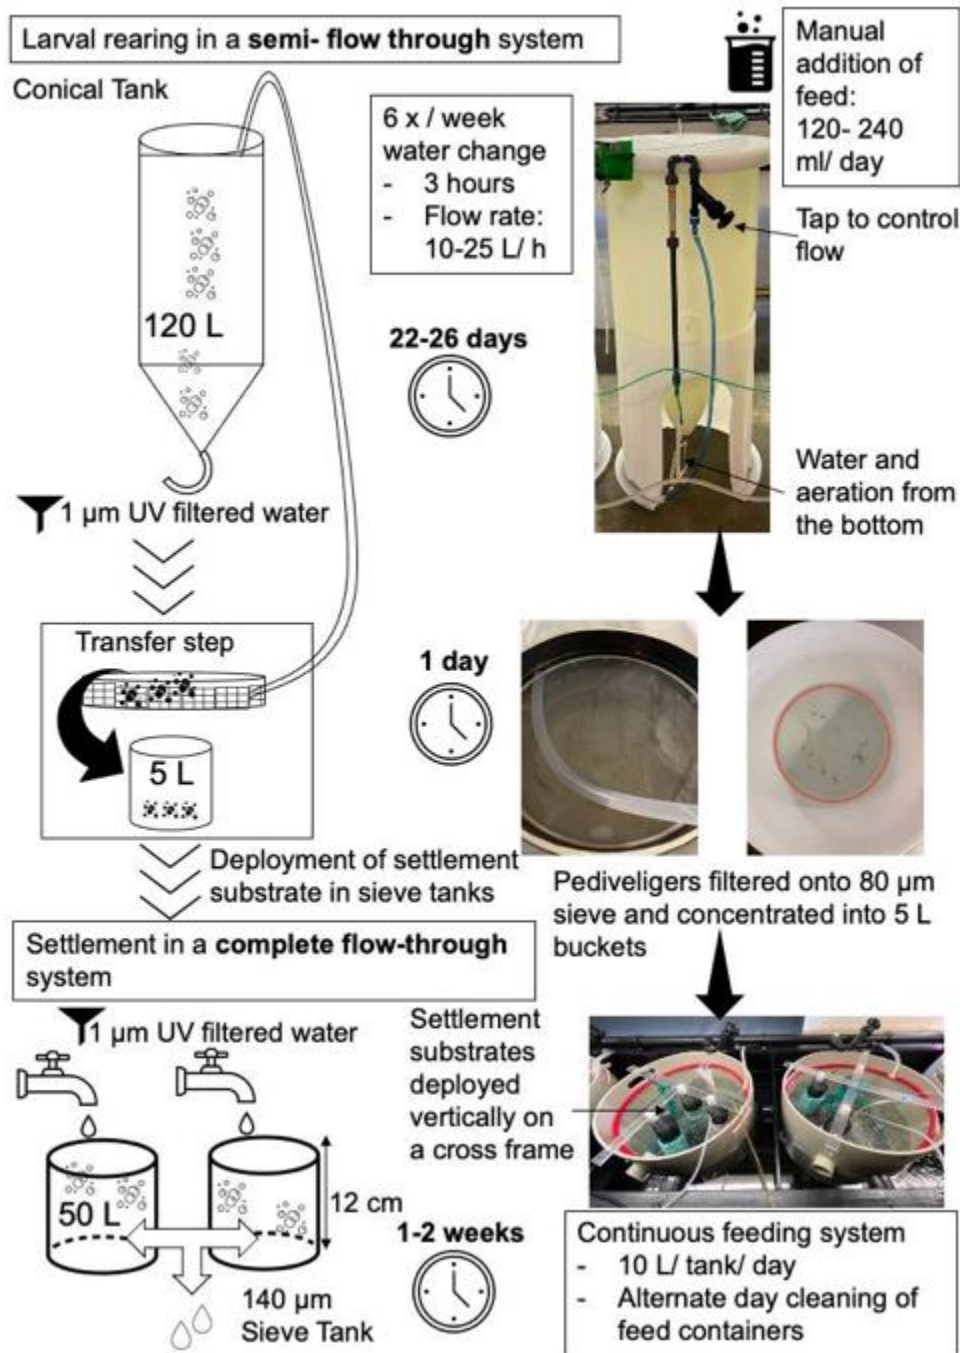 Larval rearing in a semi- flow through system
Conical Tank
6 x / week
water change
- 3 hours
- Flow rate:
10-25 L/ h
Manual
addition of
feed:
120- 240
ml/ day
Tap to control
flow
120 L
22-26 days
Water and
aeration from
the bottom
1 µm UV filtered water
Transfer step
5 L
1 day
Deployment of settlement
substrate in sieve tanks
Pediveligers filtered onto 80 µm
sieve and concentrated into 5 L
buckets
Settlement in a complete flow-through
system
1 µm UV filtered water
Settlement
substrates
deployed
vertically on
a cross frame
50 L
12 cm
1-2 weeks
140 µm
Sieve Tank
Continuous feeding system
- 10 L/ tank/ day
- Alternate day cleaning of
feed containers